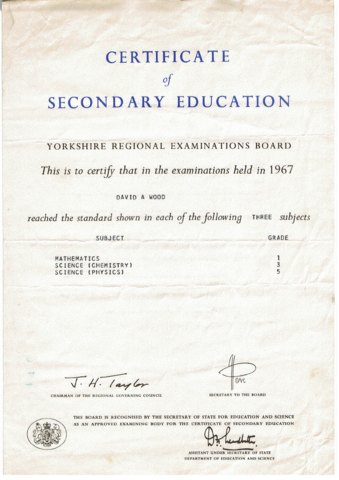 CERTIFICATE
of
SECONDARY EDUCATION
YORKSHIRE REGIONAL EXAMINATIONS BOARD
This is to certify that in the examinations held in 1967
DAVID A WOOD
reached the standard shown in each of the following THREE subjects
SUBJECT GRADE
MATHEMATICS 1
SCIENCE (CHEMISTRY) 3
SCIENCE (PHYSICS) 5
J. H. Taylor
CHAIRMAN OF THE REGIONAL GOVERNING COUNCIL
SECRETARY TO THE BOARD
THIS BOARD IS RECOGNISED BY THE SECRETARY OF STATE FOR EDUCATION AND SCIENCE
AS AN APPROVED EXAMINING BODY FOR THE CERTIFICATE OF SECONDARY EDUCATION
ASSISTANT UNDER SECRETARY OF STATE
DEPARTMENT OF EDUCATION AND SCIENCE